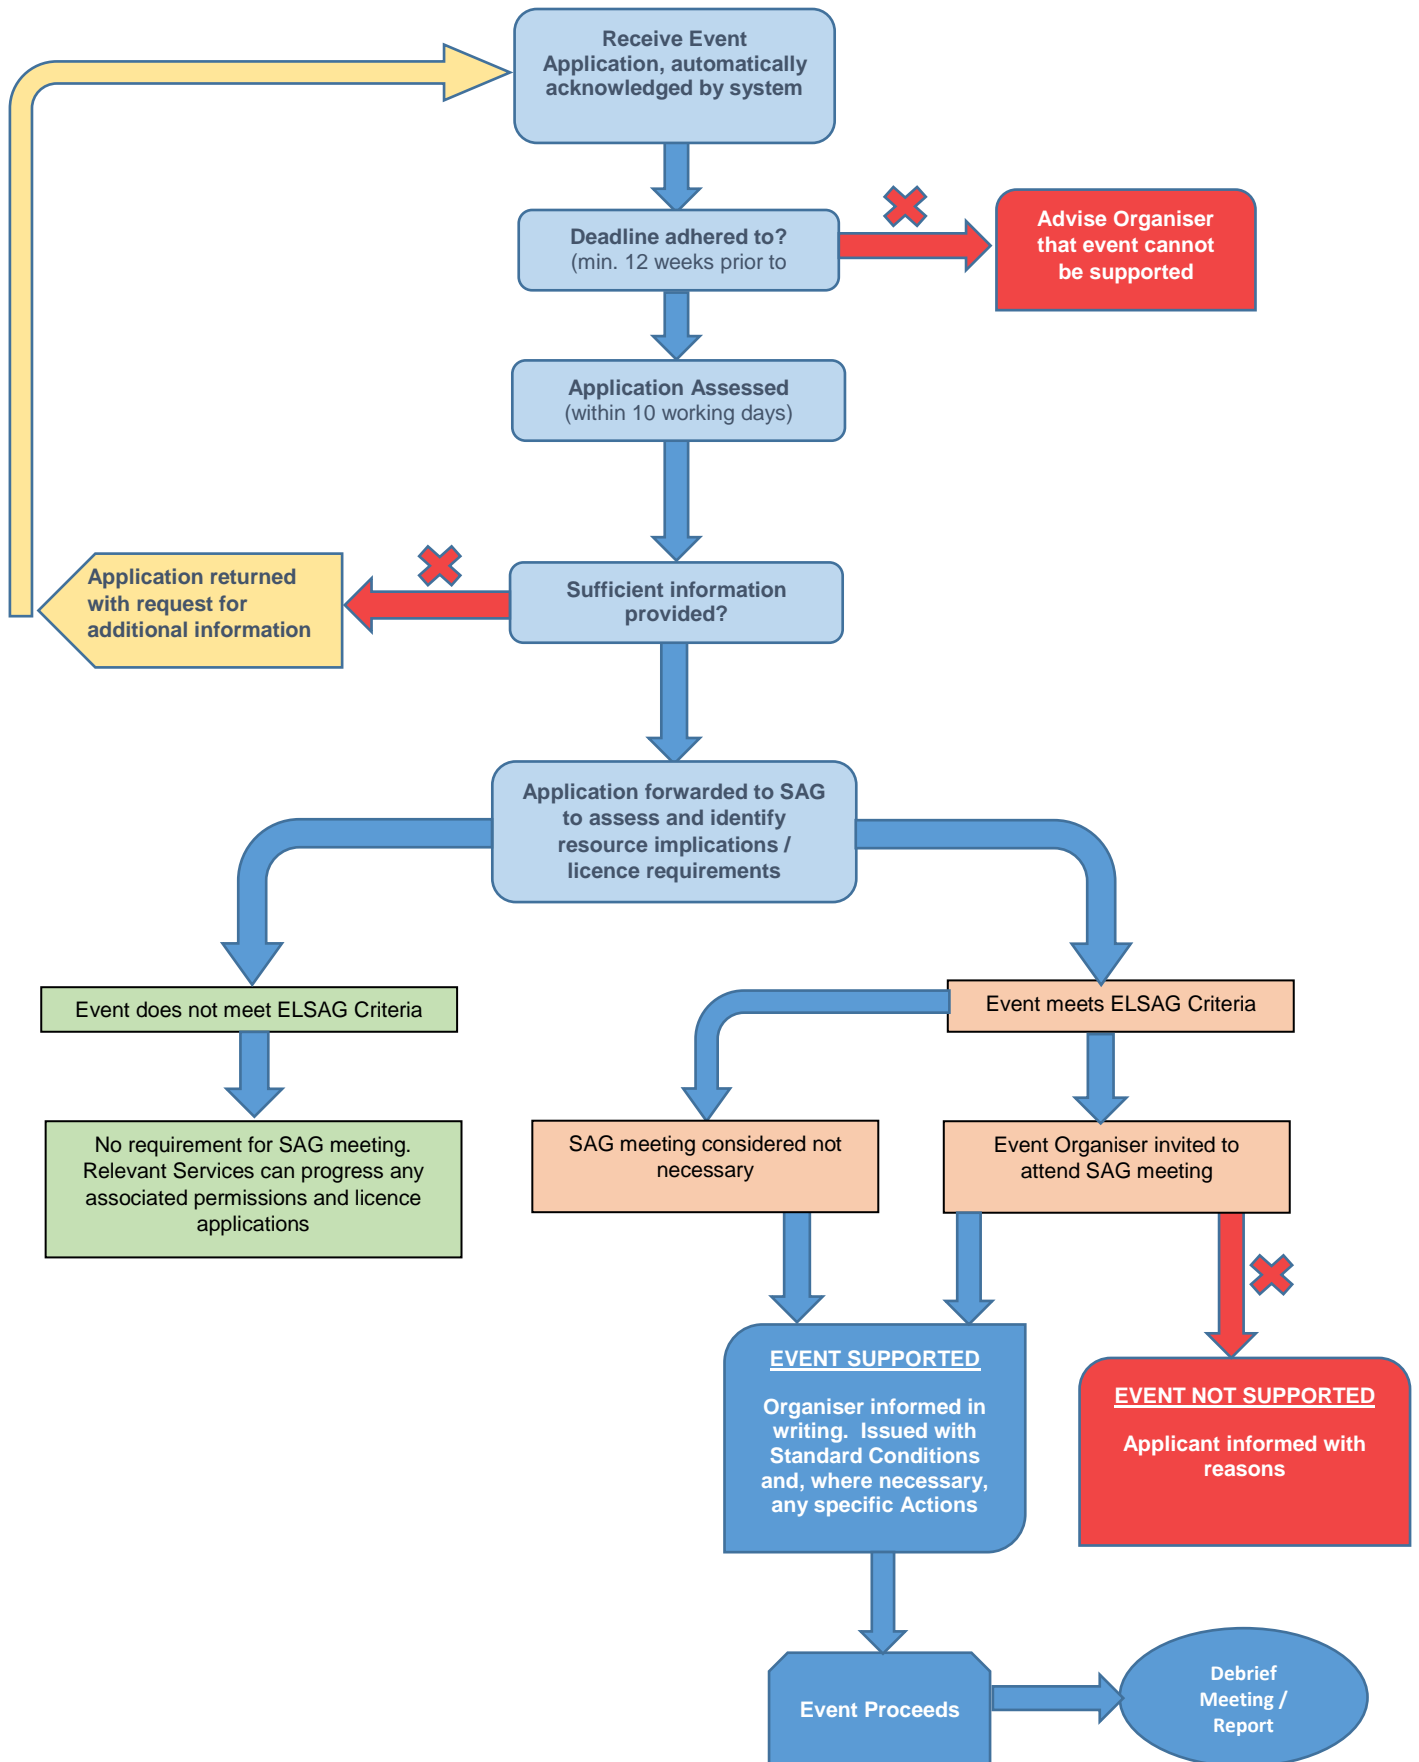 Receive Event
Application, automatically
acknowledged by system
Deadline adhered to?
(min. 12 weeks prior to
Advise Organiser
that event cannot
be supported
Application Assessed
(within 10 working days)
Application returned
with request for
additional information
Sufficient information
provided?
Application forwarded to SAG
to assess and identify
resource implications /
licence requirements
Event does not meet ELSAG Criteria
Event meets ELSAG Criteria
No requirement for SAG meeting.
Relevant Services can progress any
associated permissions and licence
applications
SAG meeting considered not
necessary
Event Organiser invited to
attend SAG meeting
EVENT SUPPORTED
Organiser informed in
writing.  Issued with
Standard Conditions
and, where necessary,
any specific Actions
EVENT NOT SUPPORTED
Applicant informed with
reasons
Event Proceeds
Debrief
Meeting /
Report